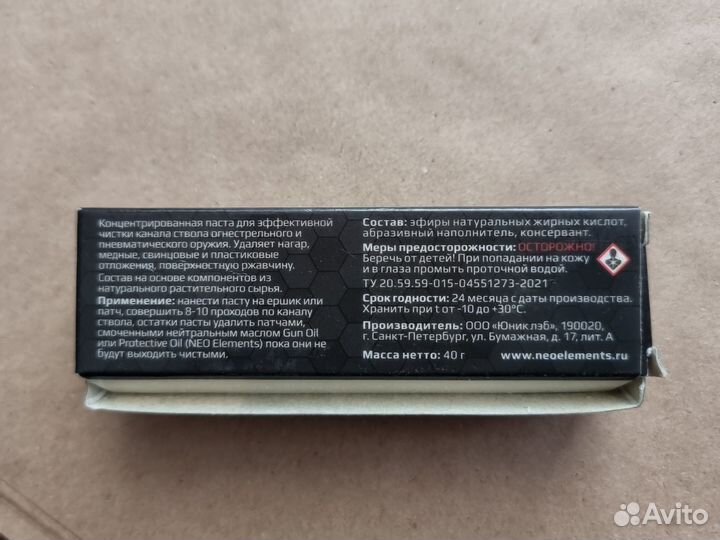 Концентрированная паста для эффективной
чистки канала ствола огнестрельного и
пневматического оружия. Удаляет нагар,
медные, свинцовые и пластиковые
отложения, поверхностную ржавчину.
Состав на основе компонентов из
натурального растительного сырья.
Применение: нанести пасту на ершик или
патч, совершить 8-10 проходов по каналу
ствола, остатки пасты удалить патчами,
смоченными нейтральным маслом Gun Oil
или Protective Oil (NEO Elements) пока они не
будут выходить чистыми.
Состав: эфиры натуральных жирных кислот,
абразивный наполнитель, консервант.
Меры предосторожности: ОСТОРОЖНО!
Беречь от детей! При попадании на кожу
и в глаза промыть проточной водой.
ТУ 20.59.59-015-04551273-2021
Срок годности: 24 месяца с даты производства.
Хранить при t от -10 до +30°C.
Производитель: ООО «Юник лэб», 190020,
г. Санкт-Петербург, ул. Бумажная, д. 17, лит. А
Масса нетто: 40 г
www.neoelements.ru
Avito